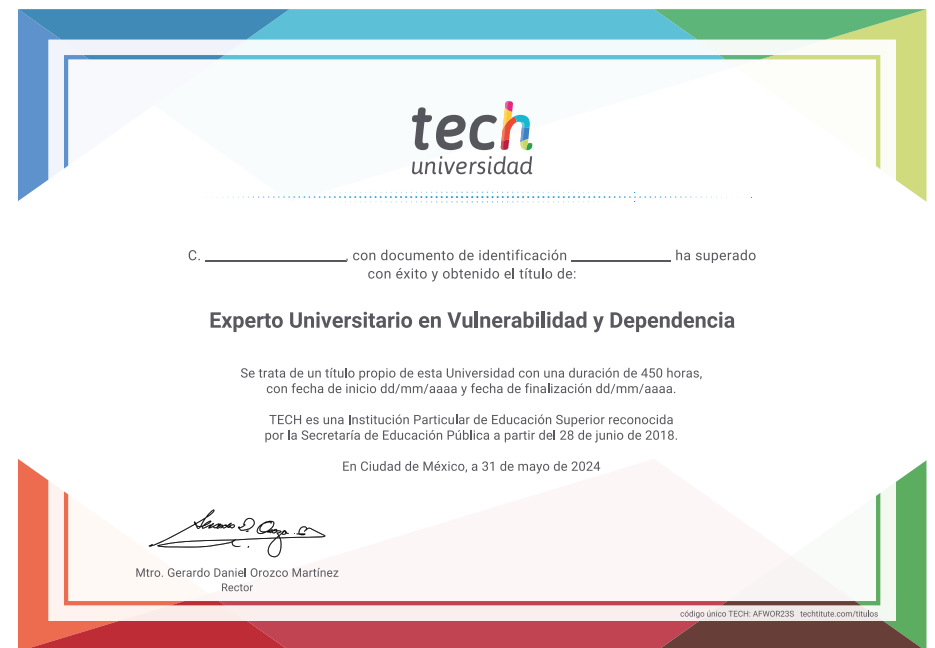 tech
universidad
C. ____________, con documento de identificación ____________ ha superado
con éxito y obtenido el título de:
Experto Universitario en Vulnerabilidad y Dependencia
Se trata de un título propio de esta Universidad con una duración de 450 horas,
con fecha de inicio dd/mm/aaaa y fecha de finalización dd/mm/aaaa.
TECH es una Institución Particular de Educación Superior reconocida
por la Secretaría de Educación Pública a partir del 28 de junio de 2018.
En Ciudad de México, a 31 de mayo de 2024
Mtro. Gerardo Daniel Orozco Martínez
Rector
código único TECH: AFWOR23S techtitute.com/titulos